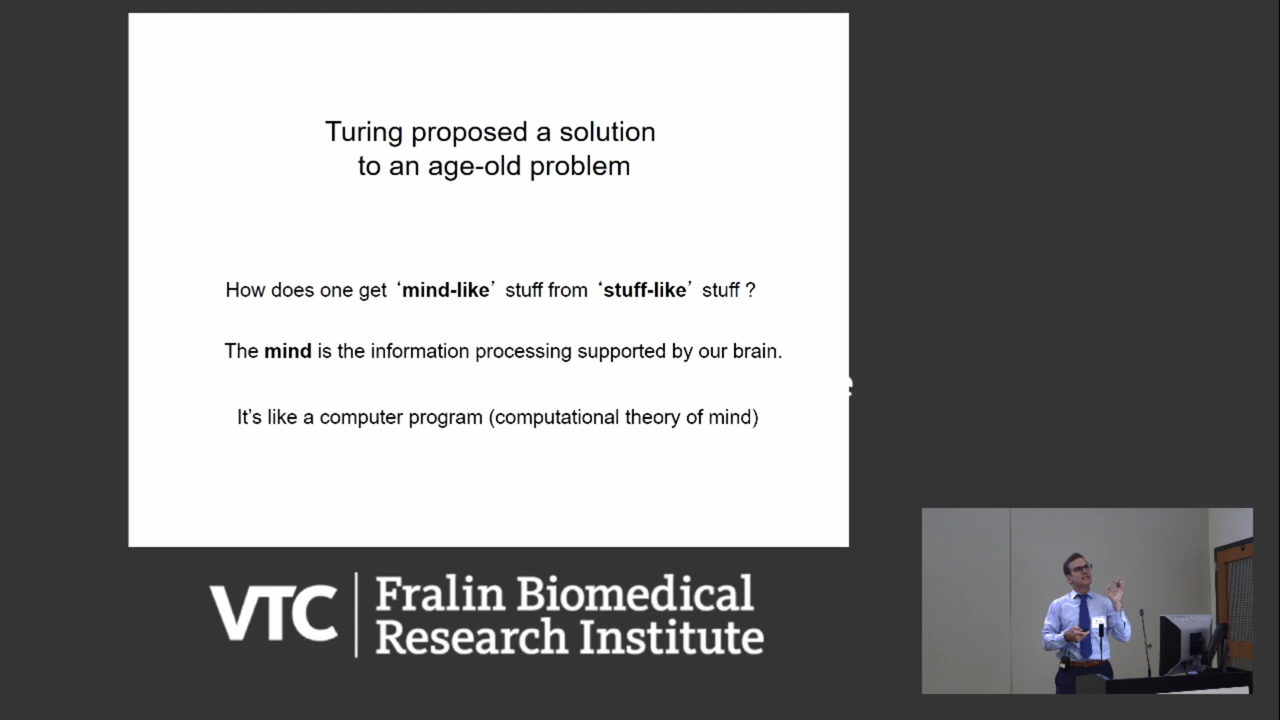 Turing proposed a solution
to an age-old problem
How does one get ‘mind-like’ stuff from ‘stuff-like’ stuff ?
The mind is the information processing supported by our brain.
It’s like a computer program (computational theory of mind)
e
VTC
Fralin Biomedical
Research Institute